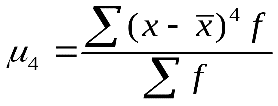 μ₄ = ∑ (x - x̅)⁴ f / ∑ f